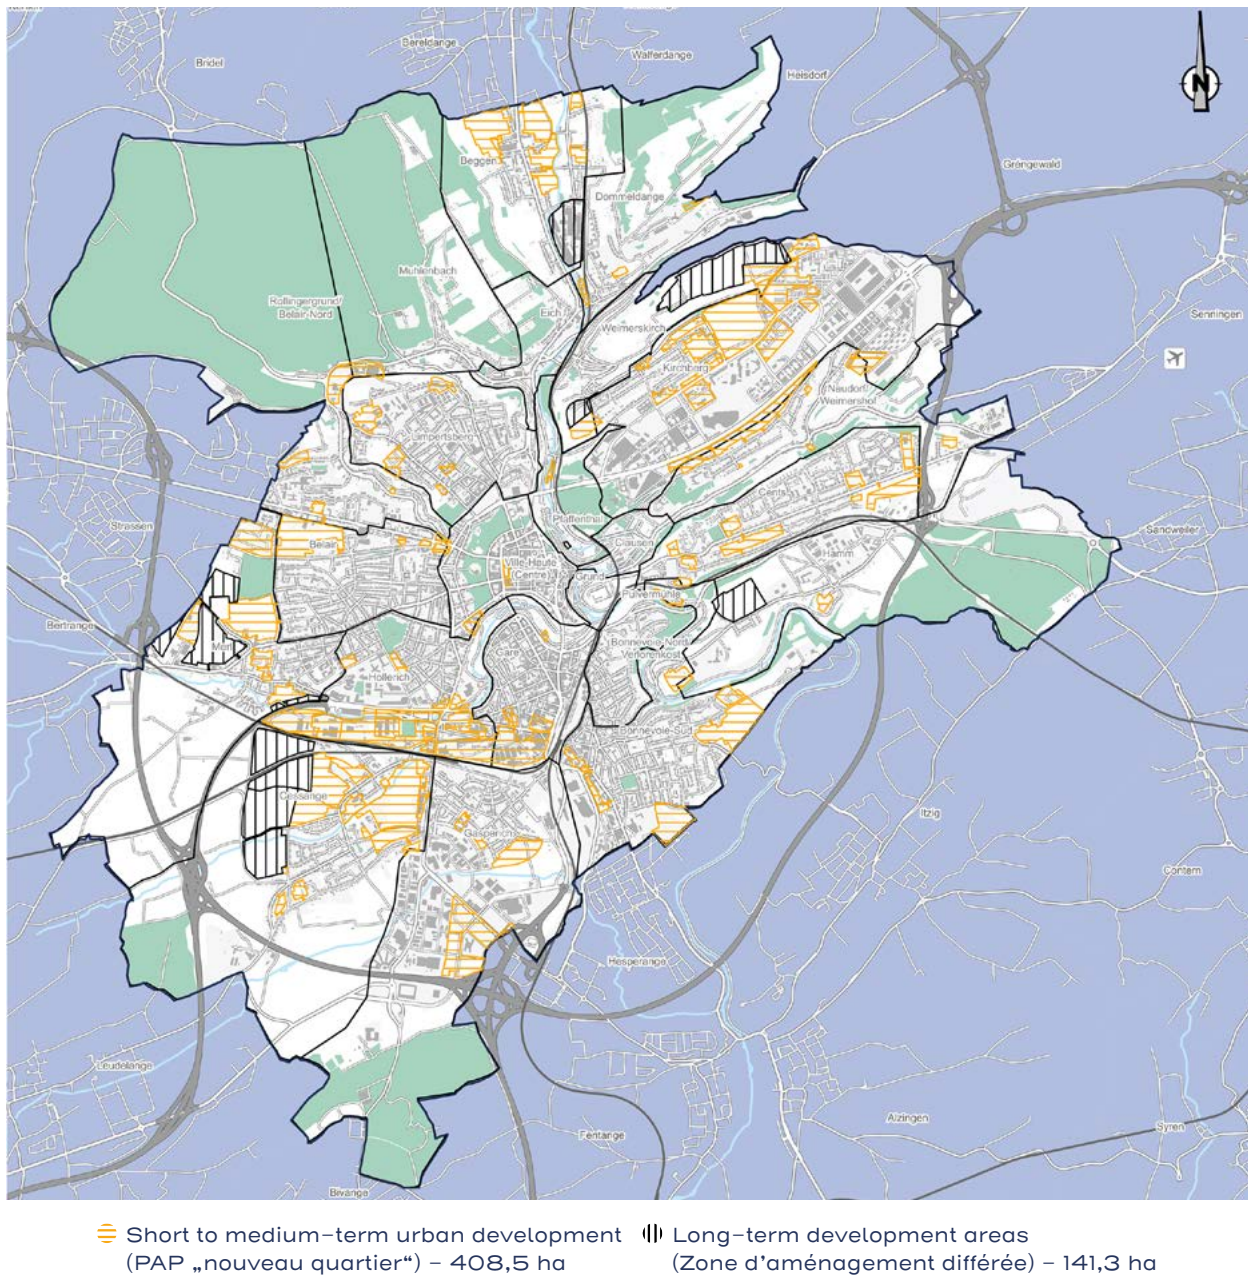 Bereldange
Walferdange
Bridel
Heisdorf
N
Beggen
Grengewald
Dommeldange
Muhlenbach
Rollingergrund/
Belair-Nord
Eich
Weimerskirch
Senningen
Kirchberg
Neudorf/
Weimershof
Limpertsberg
Cents
Strassen
Pfaffenthal
Sandweiler
Belair
Clausen
Hamm
Ville-Haute
(Centre)
Grund
Pulvermühle
Bertrange
Merl
Bonnevoie-Nord/
Verlorenkost
Gare
Hollerich
Bonnevoie-Sud
Cessange
Itzig
Gasperich
Contern
Hesperange
Leudelange
Alzingen
Syren
Fentange
Bivange
Short to medium-term urban development
(PAP „nouveau quartier“) – 408,5 ha
Long-term development areas
(Zone d’aménagement différée) – 141,3 ha